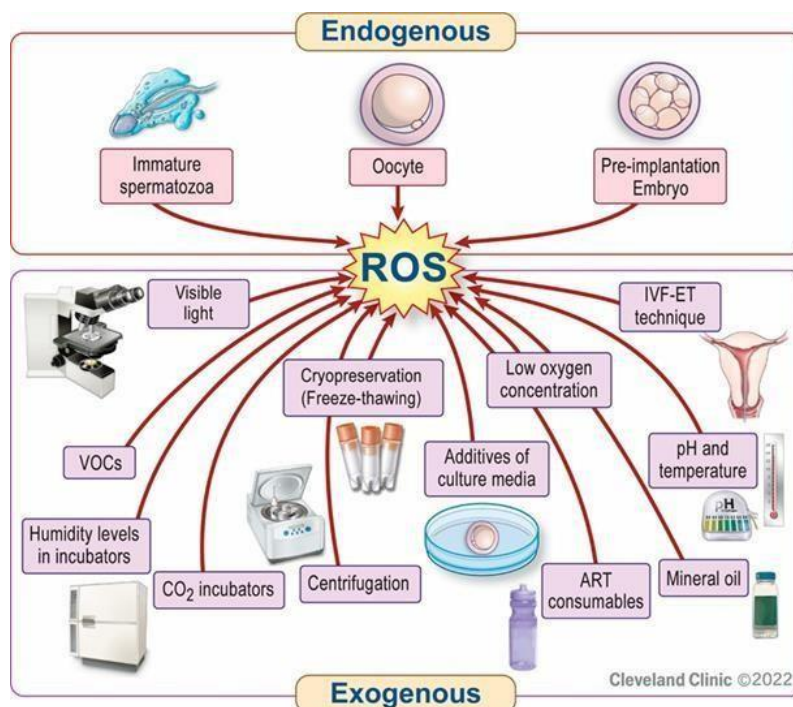 Endogenous
Immature
spermatozoa
Oocyte
Pre-implantation
Embryo
ROS
Visible
light
IVF-ET
technique
Cryopreservation
(Freeze-thawing)
Low oxygen
concentration
VOCs
Additives of
culture media
pH and
temperature
pH
Humidity levels
in incubators
CO₂ incubators
Centrifugation
ART
consumables
Mineral oil
Cleveland Clinic ©2022
Exogenous